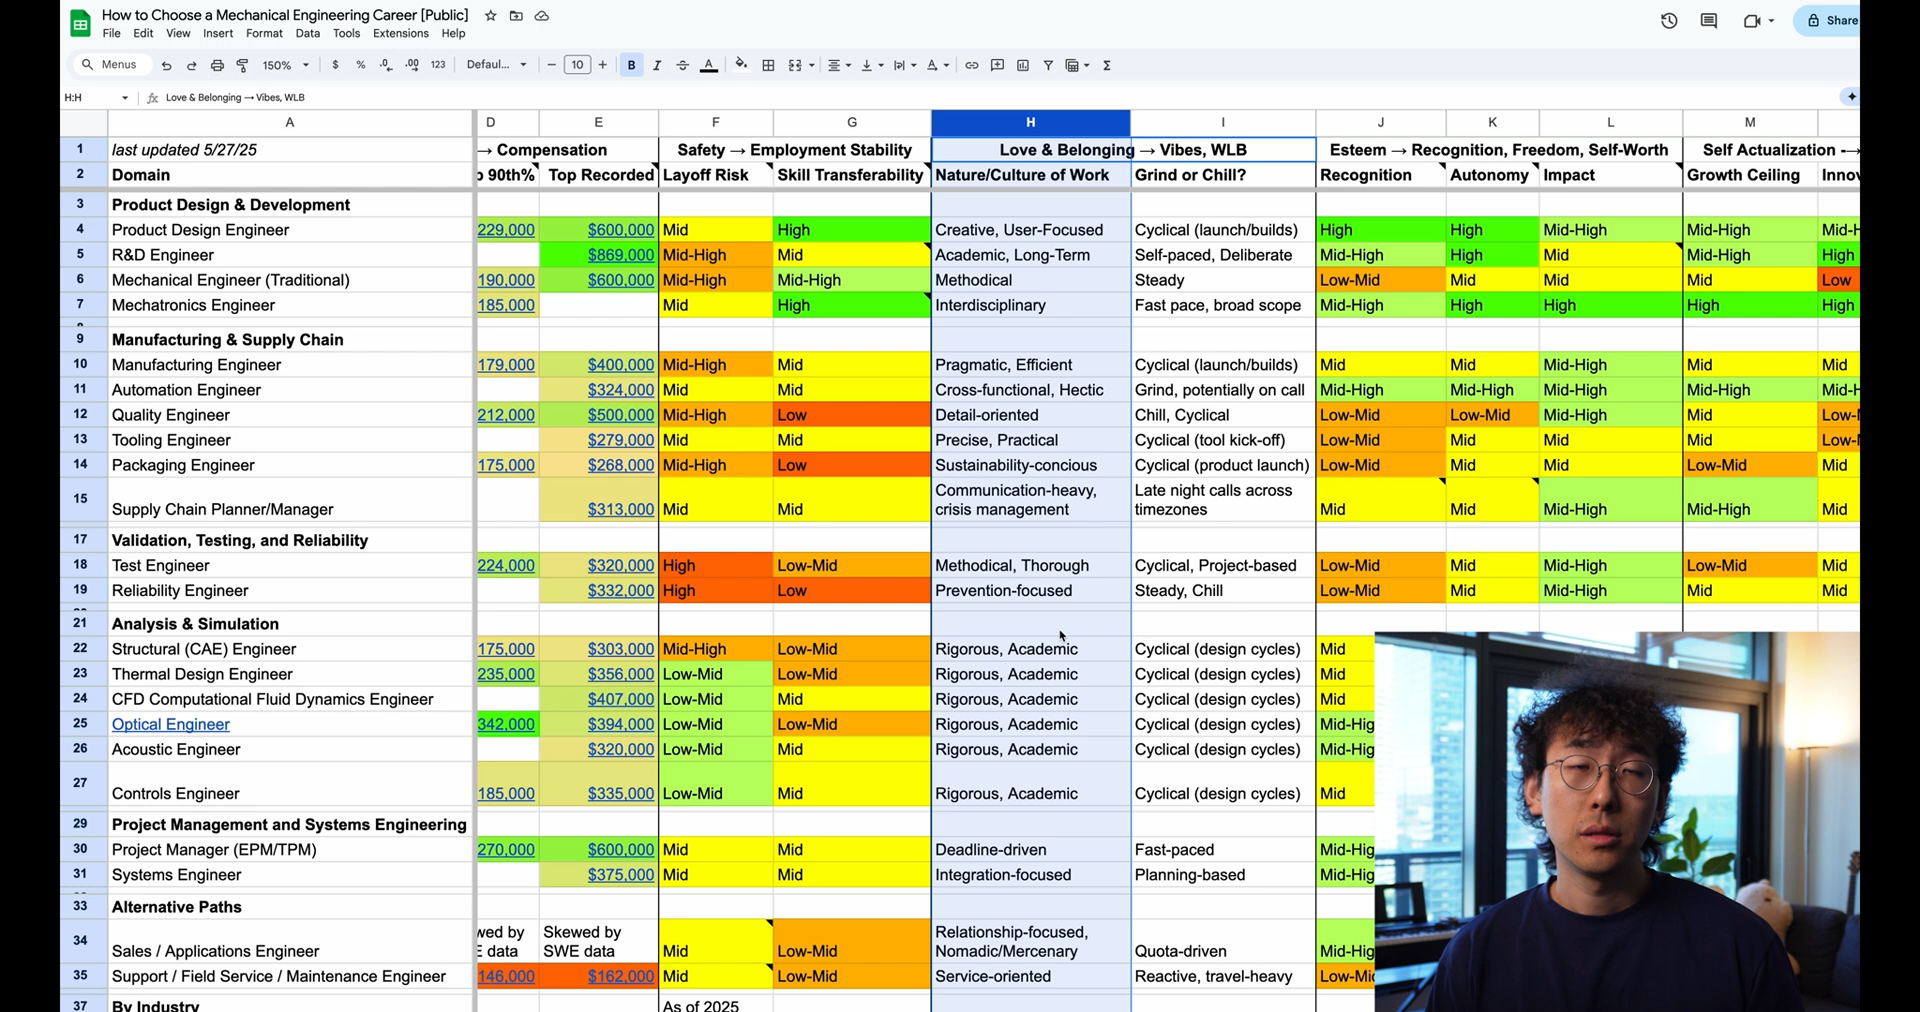 How to Choose a Mechanical Engineering Career [Public]
File Edit View Insert Format Data Tools Extensions Help
Share
Menus 150% $ % .0 .00 123 Defaul... 10 B I A
H:H fx Love & Belonging → Vibes, WLB
A D E F G H I J K L M
1 last updated 5/27/25 → Compensation Safety → Employment Stability Love & Belonging → Vibes, WLB Esteem → Recognition, Freedom, Self-Worth Self Actualization
2 Domain 90th% Top Recorded Layoff Risk Skill Transferability Nature/Culture of Work Grind or Chill? Recognition Autonomy Impact Growth Ceiling Innov
3 Product Design & Development
4 Product Design Engineer 229,000 $600,000 Mid High Creative, User-Focused Cyclical (launch/builds) High High Mid-High Mid-High Mid-H
5 R&D Engineer $869,000 Mid-High Mid Academic, Long-Term Self-paced, Deliberate Mid-High High Mid Mid-High High
6 Mechanical Engineer (Traditional) 190,000 $600,000 Mid-High Mid-High Methodical Steady Low-Mid Mid Mid Mid Low
7 Mechatronics Engineer 185,000 Mid High Interdisciplinary Fast pace, broad scope Mid-High High High High High
9 Manufacturing & Supply Chain
10 Manufacturing Engineer 179,000 $400,000 Mid-High Mid Pragmatic, Efficient Cyclical (launch/builds) Mid Mid Mid-High Mid Mid
11 Automation Engineer $324,000 Mid Mid Cross-functional, Hectic Grind, potentially on call Mid-High Mid-High Mid-High Mid-High Mid-H
12 Quality Engineer 212,000 $500,000 Mid-High Low Detail-oriented Chill, Cyclical Low-Mid Low-Mid Mid-High Mid Low-M
13 Tooling Engineer $279,000 Mid Mid Precise, Practical Cyclical (tool kick-off) Low-Mid Mid Mid Mid Low-M
14 Packaging Engineer 175,000 $268,000 Mid-High Low Sustainability-concious Cyclical (product launch) Low-Mid Mid Mid Low-Mid Mid
15 Supply Chain Planner/Manager $313,000 Mid Mid Communication-heavy, crisis management Late night calls across timezones Mid Mid Mid-High Mid-High Mid
17 Validation, Testing, and Reliability
18 Test Engineer 224,000 $320,000 High Low-Mid Methodical, Thorough Cyclical, Project-based Low-Mid Mid Mid-High Low-Mid Mid
19 Reliability Engineer $332,000 High Low Prevention-focused Steady, Chill Low-Mid Mid Mid-High Mid Mid
21 Analysis & Simulation
22 Structural (CAE) Engineer 175,000 $303,000 Mid-High Low-Mid Rigorous, Academic Cyclical (design cycles) Mid
23 Thermal Design Engineer 235,000 $356,000 Low-Mid Low-Mid Rigorous, Academic Cyclical (design cycles) Mid
24 CFD Computational Fluid Dynamics Engineer $407,000 Low-Mid Mid Rigorous, Academic Cyclical (design cycles) Mid
25 Optical Engineer 342,000 $394,000 Low-Mid Low-Mid Rigorous, Academic Cyclical (design cycles) Mid-Hig
26 Acoustic Engineer $320,000 Low-Mid Mid Rigorous, Academic Cyclical (design cycles) Mid-Hig
27 Controls Engineer 185,000 $335,000 Low-Mid Mid Rigorous, Academic Cyclical (design cycles) Mid
29 Project Management and Systems Engineering
30 Project Manager (EPM/TPM) 270,000 $600,000 Mid Mid Deadline-driven Fast-paced Mid-Hig
31 Systems Engineer $375,000 Mid Mid Integration-focused Planning-based Mid-Hig
33 Alternative Paths
34 Sales / Applications Engineer wed by E data Skewed by SWE data Mid Low-Mid Relationship-focused, Nomadic/Mercenary Quota-driven Mid-Hig
35 Support / Field Service / Maintenance Engineer 146,000 $162,000 Mid Low-Mid Service-oriented Reactive, travel-heavy Low-Mid
37 By Industry As of 2025